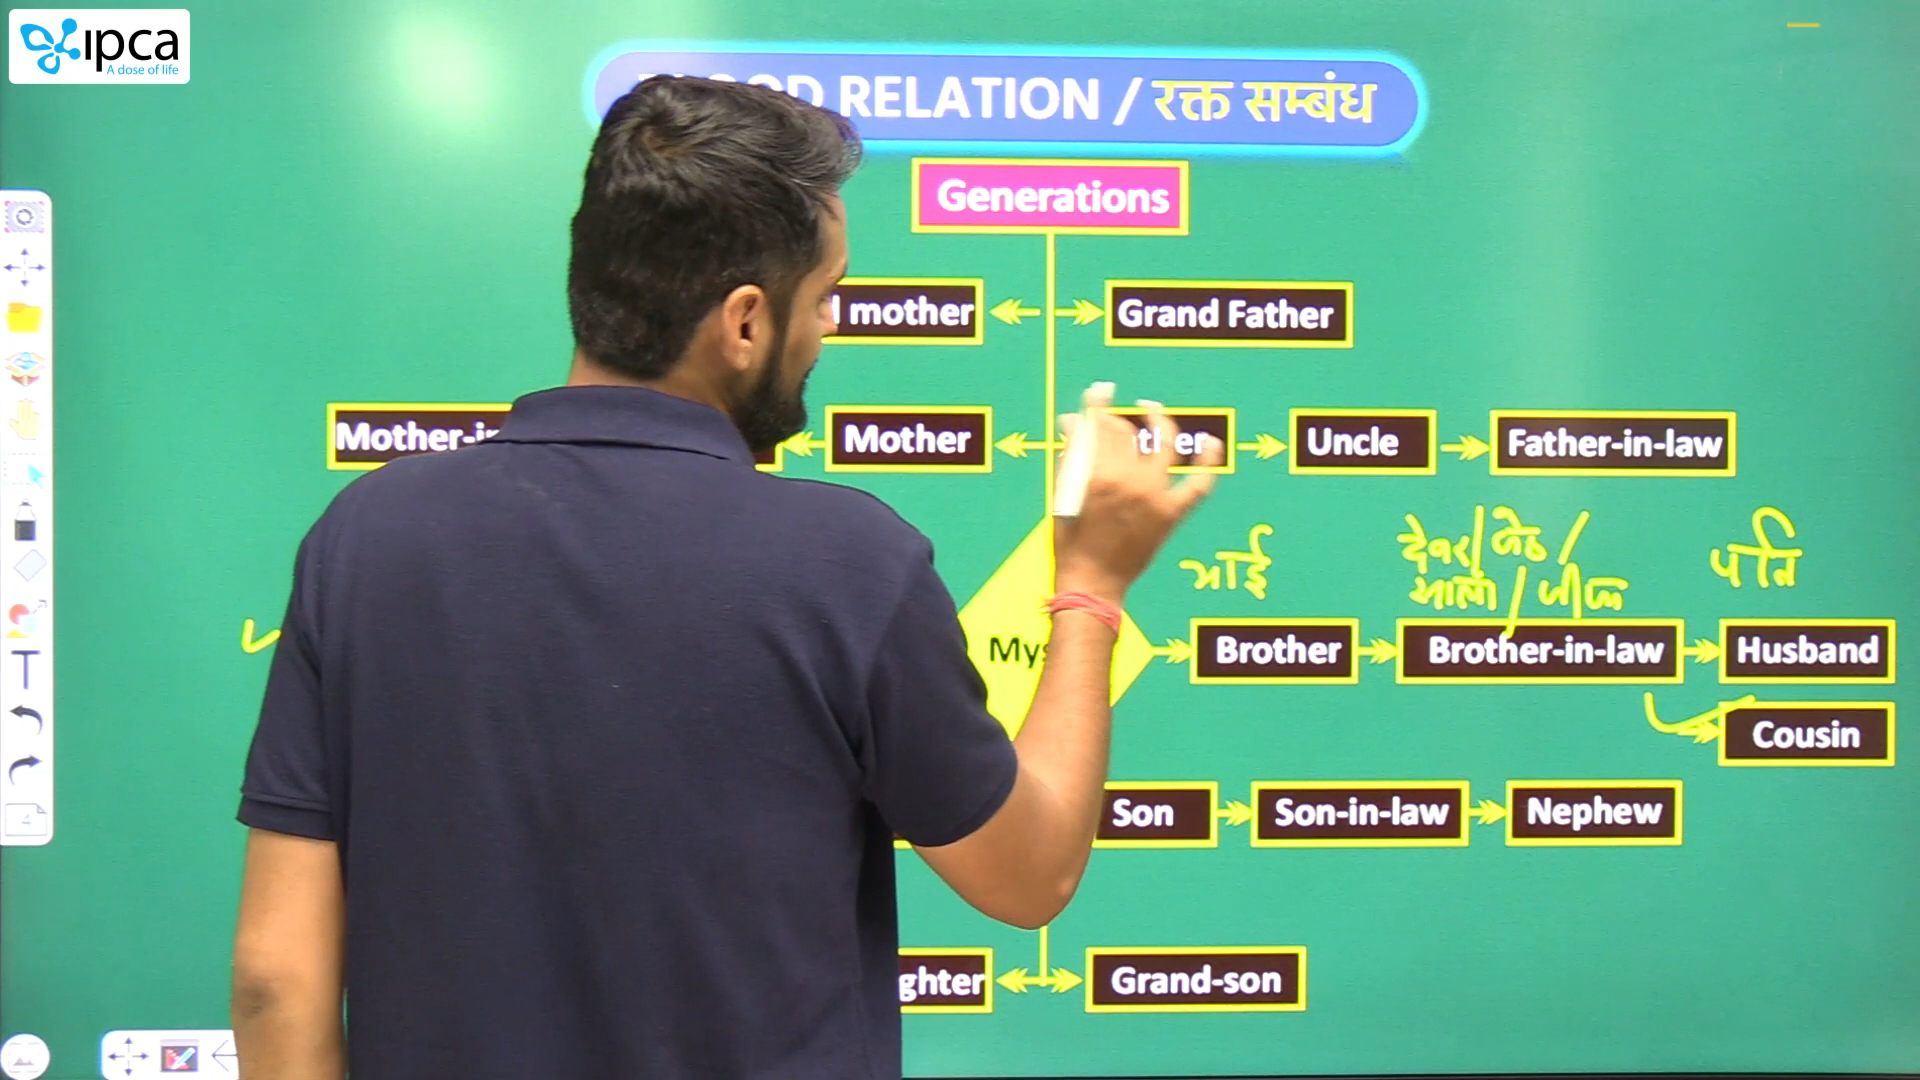 ipca
A dose of life
RELATION / रक्त सम्बंध
Generations
mother
Grand Father
Mother
Uncle
Father-in-law
भाई
देवर/जेठ/
साला/जीजा
पति
Brother
Brother-in-law
Husband
Cousin
Son
Son-in-law
Nephew
Grand-son
T